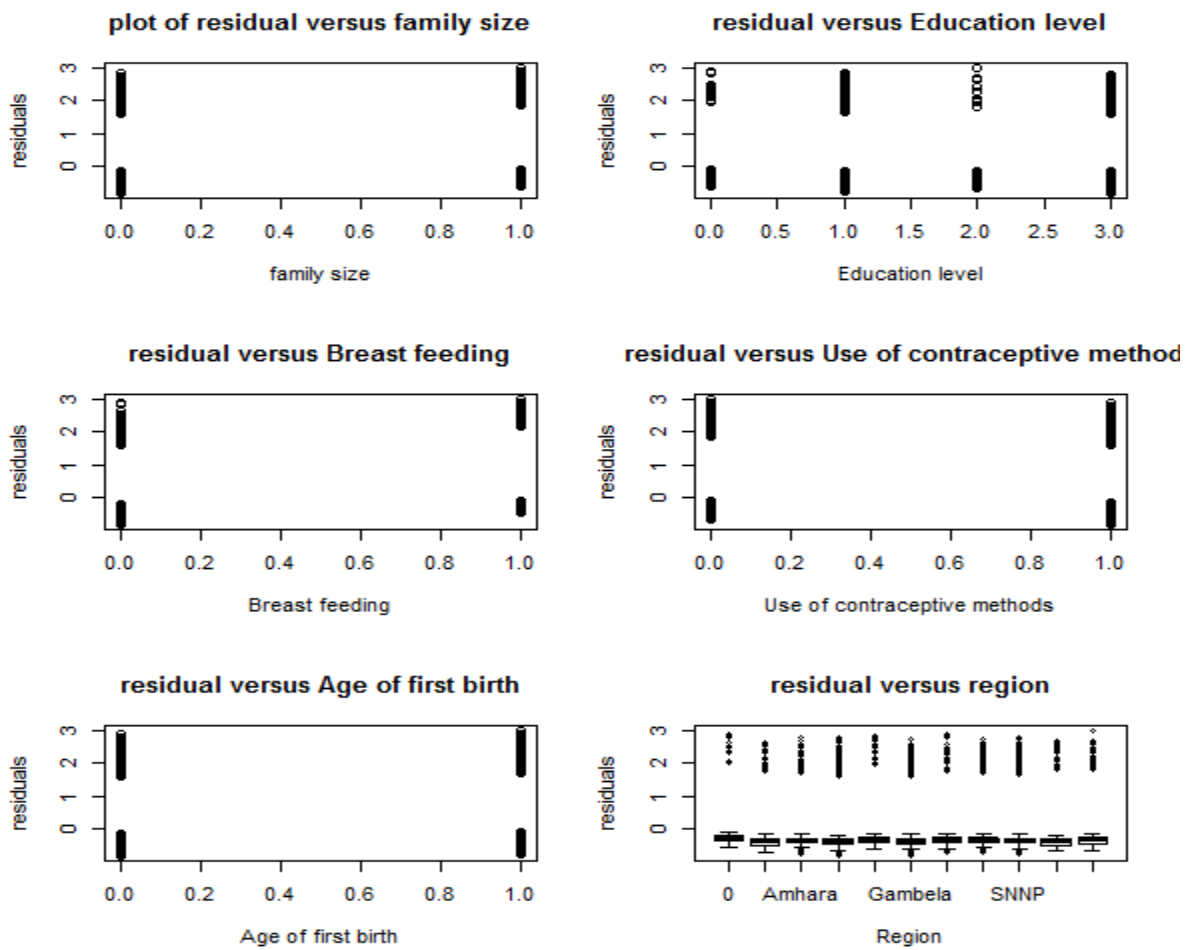 plot of residual versus family size
residuals
3
2
1
0
0.0 0.2 0.4 0.6 0.8 1.0
family size
residual versus Education level
residuals
3
2
1
0
0.0 0.5 1.0 1.5 2.0 2.5 3.0
Education level
residual versus Breast feeding
residuals
3
2
1
0
0.0 0.2 0.4 0.6 0.8 1.0
Breast feeding
residual versus Use of contraceptive method
residuals
3
2
1
0
0.0 0.2 0.4 0.6 0.8 1.0
Use of contraceptive methods
residual versus Age of first birth
residuals
3
2
1
0
0.0 0.2 0.4 0.6 0.8 1.0
Age of first birth
residual versus region
residuals
3
2
1
0
0 Amhara Gambela SNNP
Region